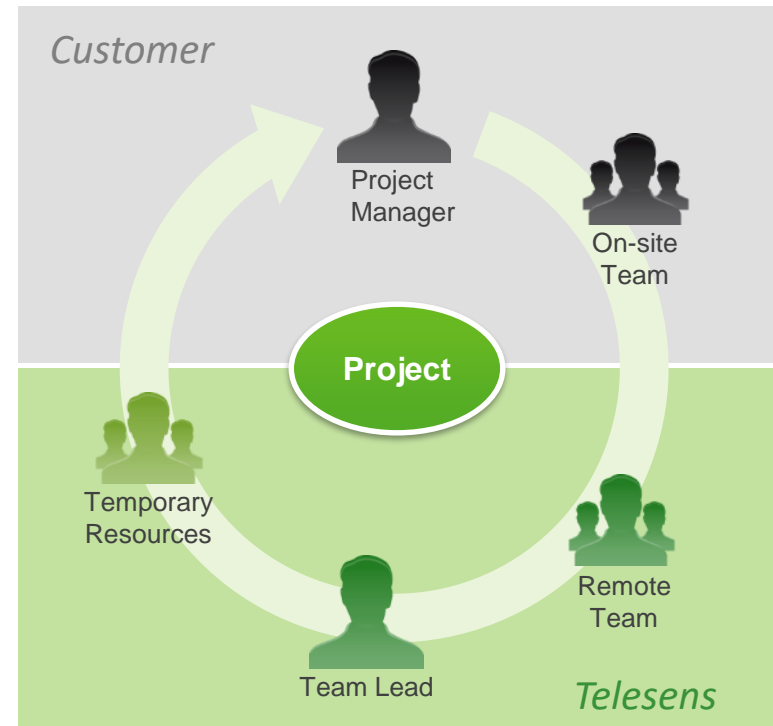 Customer
Project
Manager
On-site
Team
Project
Temporary
Resources
Remote
Team
Team Lead
Telesens